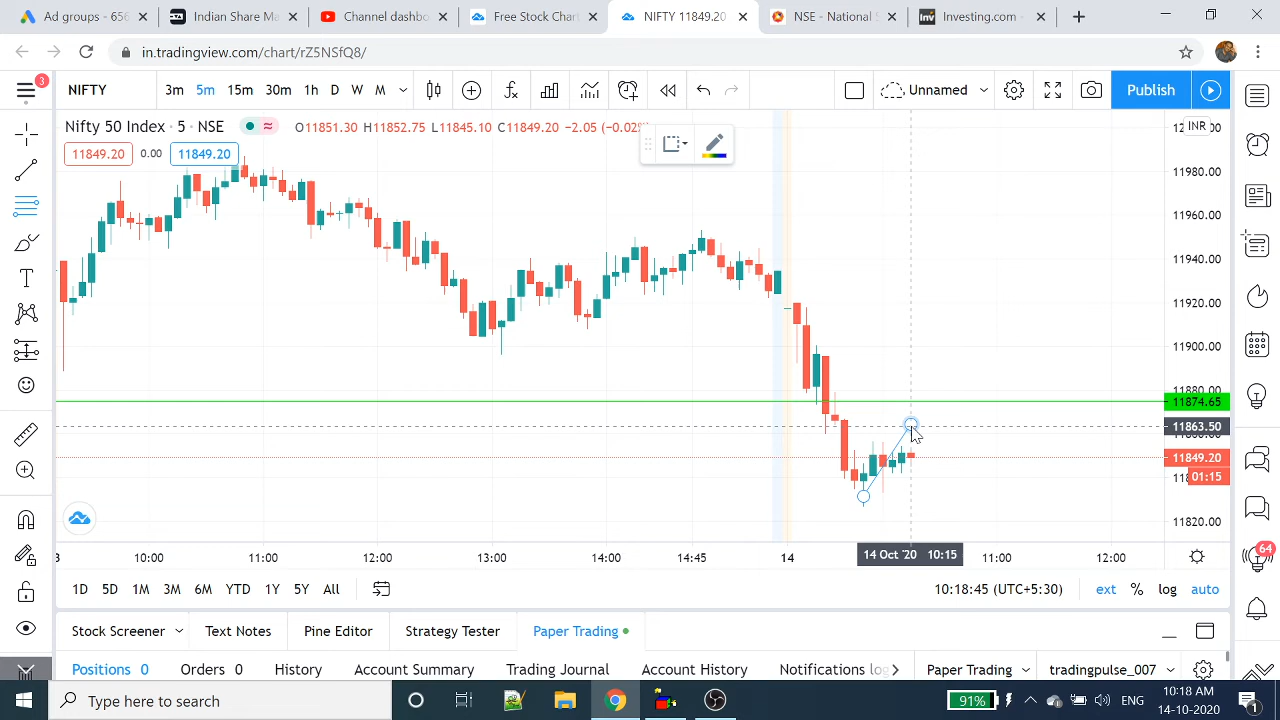 Ad groups - 656
Indian Share Ma
Channel dashbo
Free Stock Chart
NIFTY 11849.20
NSE - National S
Investing.com -
in.tradingview.com/chart/rZ5NSfQ8/
3
NIFTY
3m 5m 15m 30m 1h D W M
Unnamed
Publish
Nifty 50 Index · 5 · NSE
O11851.30 H11852.75 L11845.10 C11849.20 −2.05 (−0.02%
11849.20 0.00 11849.20
INR
11980.00
11960.00
11940.00
11920.00
11900.00
11880.00
11874.65
11863.50
11849.20
01:15
11820.00
3 10:00 11:00 12:00 13:00 14:00 14:45 14 11:00 12:00
14 Oct '20 10:15
1D 5D 1M 3M 6M YTD 1Y 5Y All
10:18:45 (UTC+5:30)
ext % log auto
64
Stock Screener
Text Notes
Pine Editor
Strategy Tester
Paper Trading
Positions 0
Orders 0
History
Account Summary
Trading Journal
Account History
Notifications log
Paper Trading
tradingpulse_007
Type here to search
91%
ENG
10:18 AM
14-10-2020
1